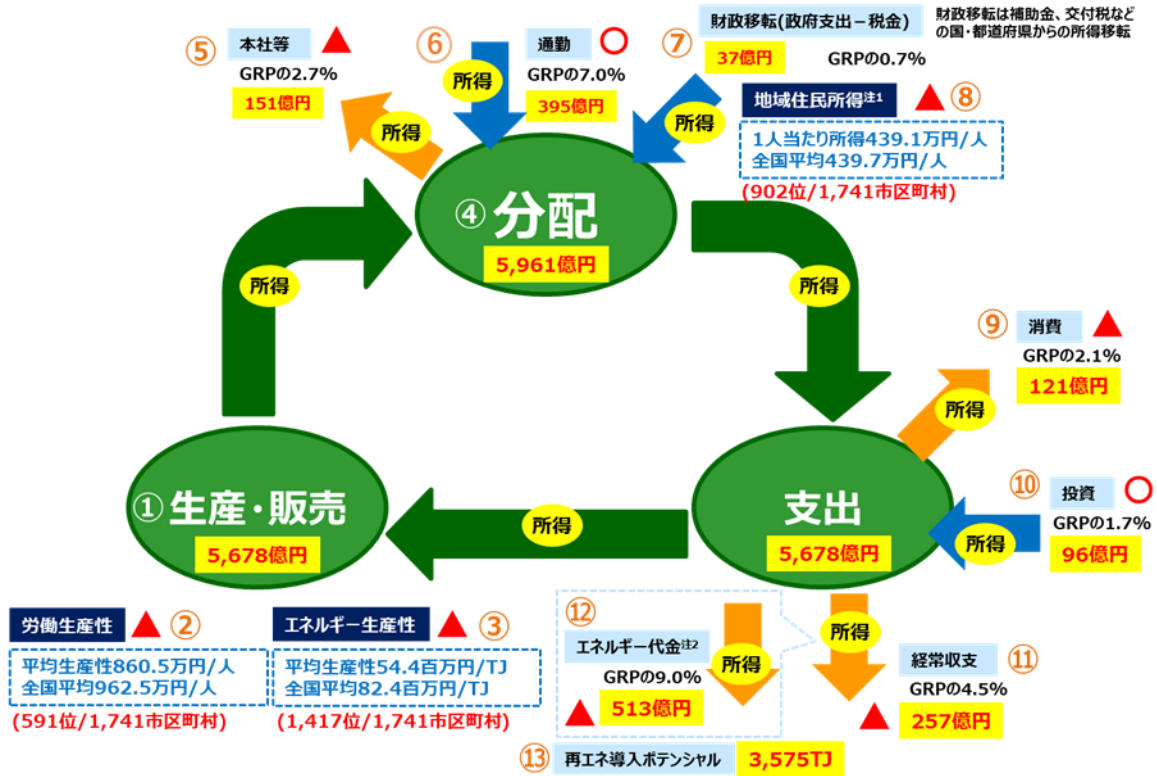 ⑤ 本社等 ▲
GRPの2.7%
151億円
所得
⑥ 通勤 ○
所得
GRPの7.0%
395億円
⑦ 財政移転(政府支出－税金)
37億円 GRPの0.7%
所得
財政移転は補助金、交付税など
の国・都道府県からの所得移転
地域住民所得注1 ▲ ⑧
1人当たり所得439.1万円/人
全国平均439.7万円/人
(902位/1,741市区町村)
④ 分配
5,961億円
所得
所得
⑨ 消費 ▲
GRPの2.1%
121億円
所得
① 生産・販売
5,678億円
所得
支出
5,678億円
⑩ 投資 ○
GRPの1.7%
96億円
所得
労働生産性 ▲ ②
平均生産性860.5万円/人
全国平均962.5万円/人
(591位/1,741市区町村)
エネルギー生産性 ▲ ③
平均生産性54.4百万円/TJ
全国平均82.4百万円/TJ
(1,417位/1,741市区町村)
⑫
エネルギー代金注2
GRPの9.0%
▲ 513億円
所得
所得
経常収支 ⑪
GRPの4.5%
▲ 257億円
⑬ 再エネ導入ポテンシャル 3,575TJ